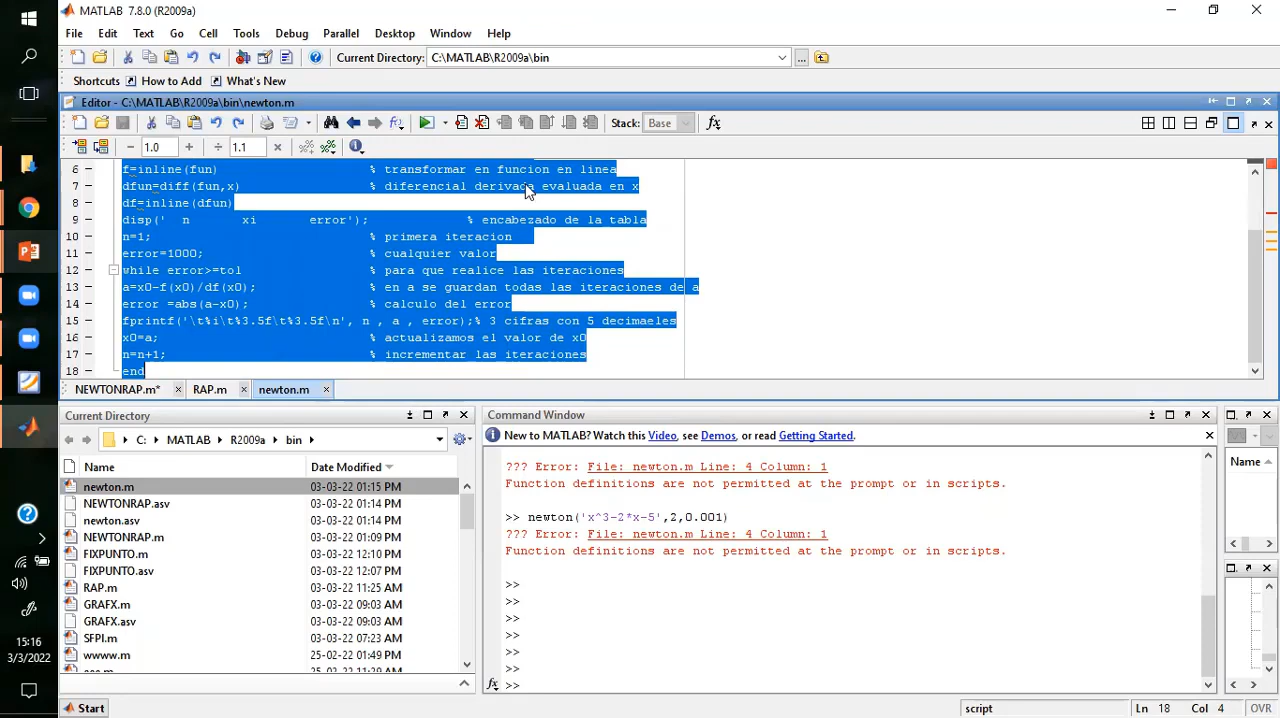 MATLAB 7.8.0 (R2009a)
File Edit Text Go Cell Tools Debug Parallel Desktop Window Help
Current Directory: C:\MATLAB\R2009a\bin
Shortcuts How to Add What's New
Editor - C:\MATLAB\R2009a\bin\newton.m
Stack: Base fx
1.0 + ÷ 1.1 ×
6 f=inline(fun) % transformar en funcion en linea
7 dfun=diff(fun,x) % diferencial derivada evaluada en x
8 df=inline(dfun)
9 disp(' n xi error'); % encabezado de la tabla
10 n=1; % primera iteracion
11 error=1000; % cualquier valor
12 while error>=tol % para que realice las iteraciones
13 a=x0-f(x0)/df(x0); % en a se guardan todas las iteraciones de a
14 error =abs(a-x0); % calculo del error
15 fprintf('\t%i\t%3.5f\t%3.5f\n', n , a , error);% 3 cifras con 5 decimaeles
16 x0=a; % actualizamos el valor de x0
17 n=n+1; % incrementar las iteraciones
18 end
NEWTONRAP.m* RAP.m newton.m
Current Directory
C: MATLAB R2009a bin
Name Date Modified
newton.m 03-03-22 01:15 PM
NEWTONRAP.asv 03-03-22 01:14 PM
newton.asv 03-03-22 01:14 PM
NEWTONRAP.m 03-03-22 01:09 PM
FIXPUNTO.m 03-03-22 12:10 PM
FIXPUNTO.asv 03-03-22 12:07 PM
RAP.m 03-03-22 11:25 AM
GRAFX.m 03-03-22 09:03 AM
GRAFX.asv 03-03-22 09:03 AM
SFPI.m 03-03-22 07:23 AM
wwww.m 25-02-22 01:49 PM
Command Window
New to MATLAB? Watch this Video, see Demos, or read Getting Started.
??? Error: File: newton.m Line: 4 Column: 1
Function definitions are not permitted at the prompt or in scripts.
>> newton('x^3-2*x-5',2,0.001)
??? Error: File: newton.m Line: 4 Column: 1
Function definitions are not permitted at the prompt or in scripts.
>>
>>
>>
>>
>>
>>
fx >>
Name
15:16
3/3/2022
Start
script Ln 18 Col 4 OVR